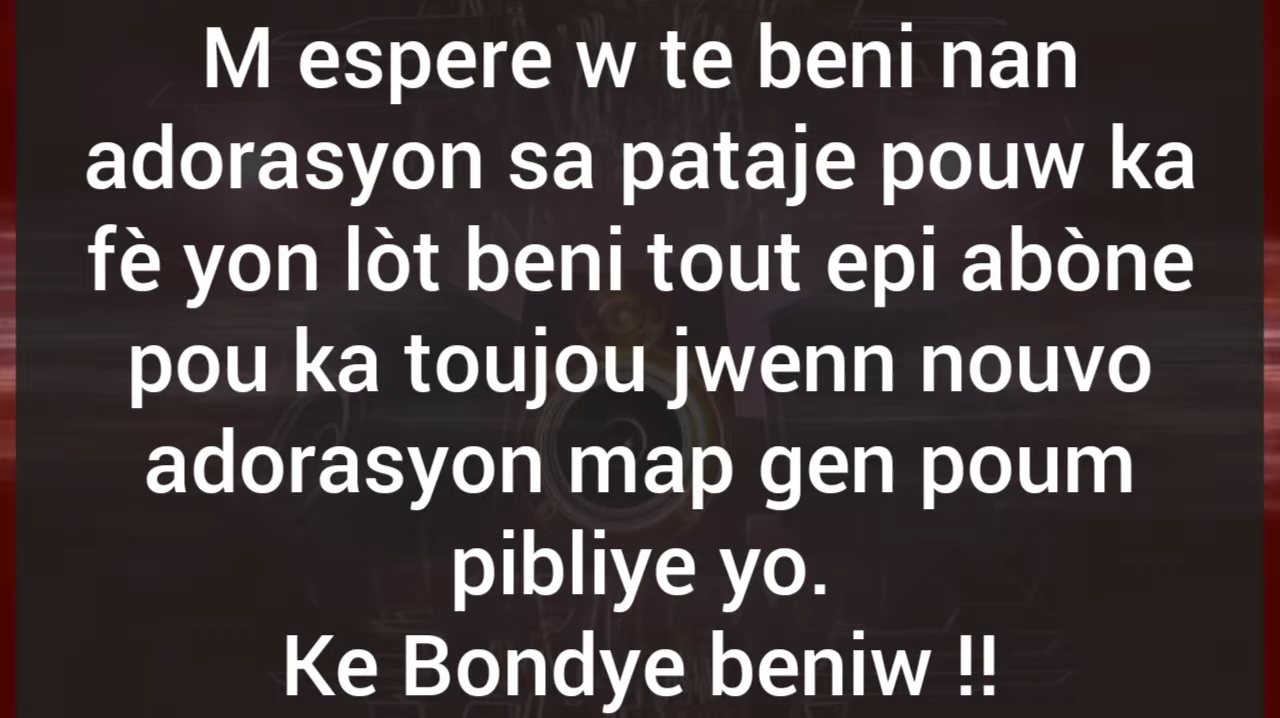 M espere w te beni nan
adorasyon sa pataje pouw ka
fè yon lòt beni tout epi abòne
pou ka toujou jwenn nouvo
adorasyon map gen poum
pibliye yo.
Ke Bondye beniw !!